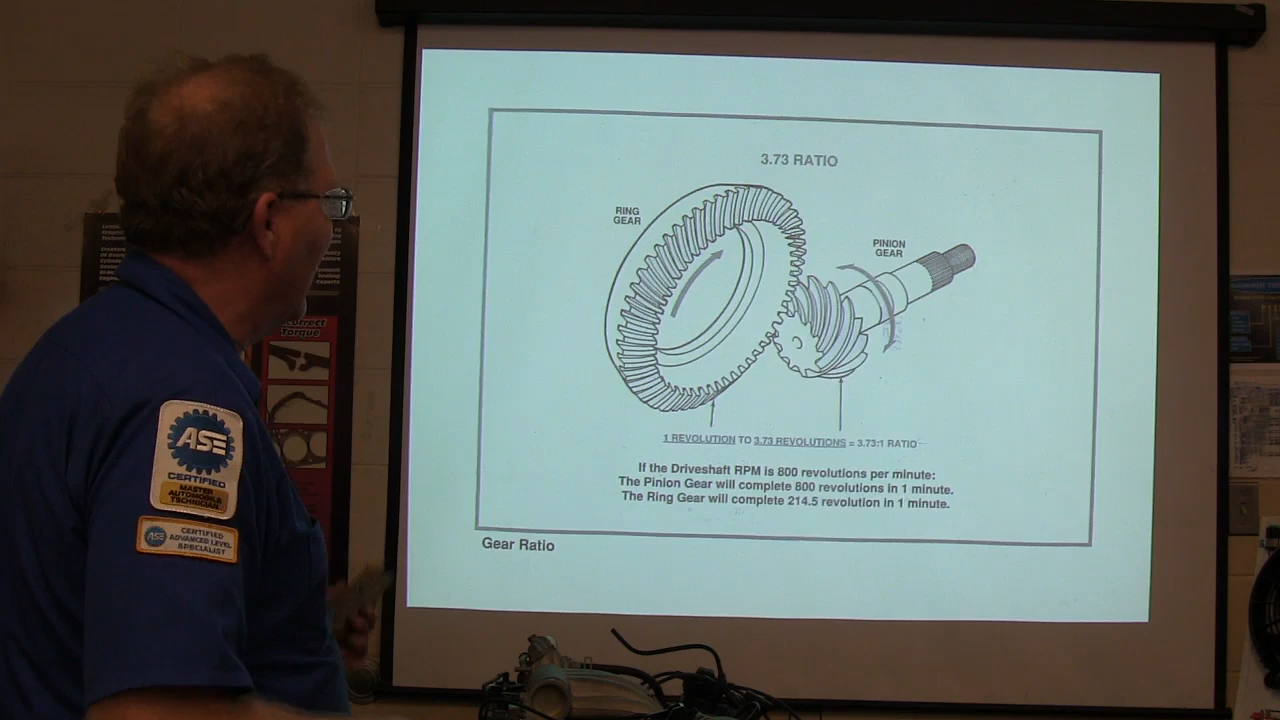 3.73 RATIO
RING
GEAR
PINION
GEAR
1 REVOLUTION TO 3.73 REVOLUTIONS = 3.73:1 RATIO
If the Driveshaft RPM is 800 revolutions per minute:
The Pinion Gear will complete 800 revolutions in 1 minute.
The Ring Gear will complete 214.5 revolution in 1 minute.
Gear Ratio
ASE
CERTIFIED
MASTER
AUTOMOBILE
TECHNICIAN
ASE
CERTIFIED
ADVANCED LEVEL
SPECIALIST
Incorrect
Torque